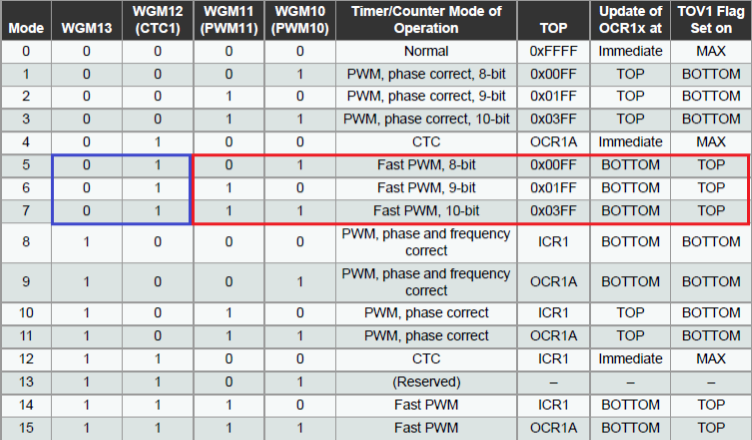 Mode WGM13 WGM12 (CTC1) WGM11 (PWM11) WGM10 (PWM10) Timer/Counter Mode of Operation TOP Update of OCR1x at TOV1 Flag Set on
0 0 0 0 0 Normal 0xFFFF Immediate MAX
1 0 0 0 1 PWM, phase correct, 8-bit 0x00FF TOP BOTTOM
2 0 0 1 0 PWM, phase correct, 9-bit 0x01FF TOP BOTTOM
3 0 0 1 1 PWM, phase correct, 10-bit 0x03FF TOP BOTTOM
4 0 1 0 0 CTC OCR1A Immediate MAX
5 0 1 0 1 Fast PWM, 8-bit 0x00FF BOTTOM TOP
6 0 1 1 0 Fast PWM, 9-bit 0x01FF BOTTOM TOP
7 0 1 1 1 Fast PWM, 10-bit 0x03FF BOTTOM TOP
8 1 0 0 0 PWM, phase and frequency correct ICR1 BOTTOM BOTTOM
9 1 0 0 1 PWM, phase and frequency correct OCR1A BOTTOM BOTTOM
10 1 0 1 0 PWM, phase correct ICR1 TOP BOTTOM
11 1 0 1 1 PWM, phase correct OCR1A TOP BOTTOM
12 1 1 0 0 CTC ICR1 Immediate MAX
13 1 1 0 1 (Reserved) – – –
14 1 1 1 0 Fast PWM ICR1 BOTTOM TOP
15 1 1 1 1 Fast PWM OCR1A BOTTOM TOP